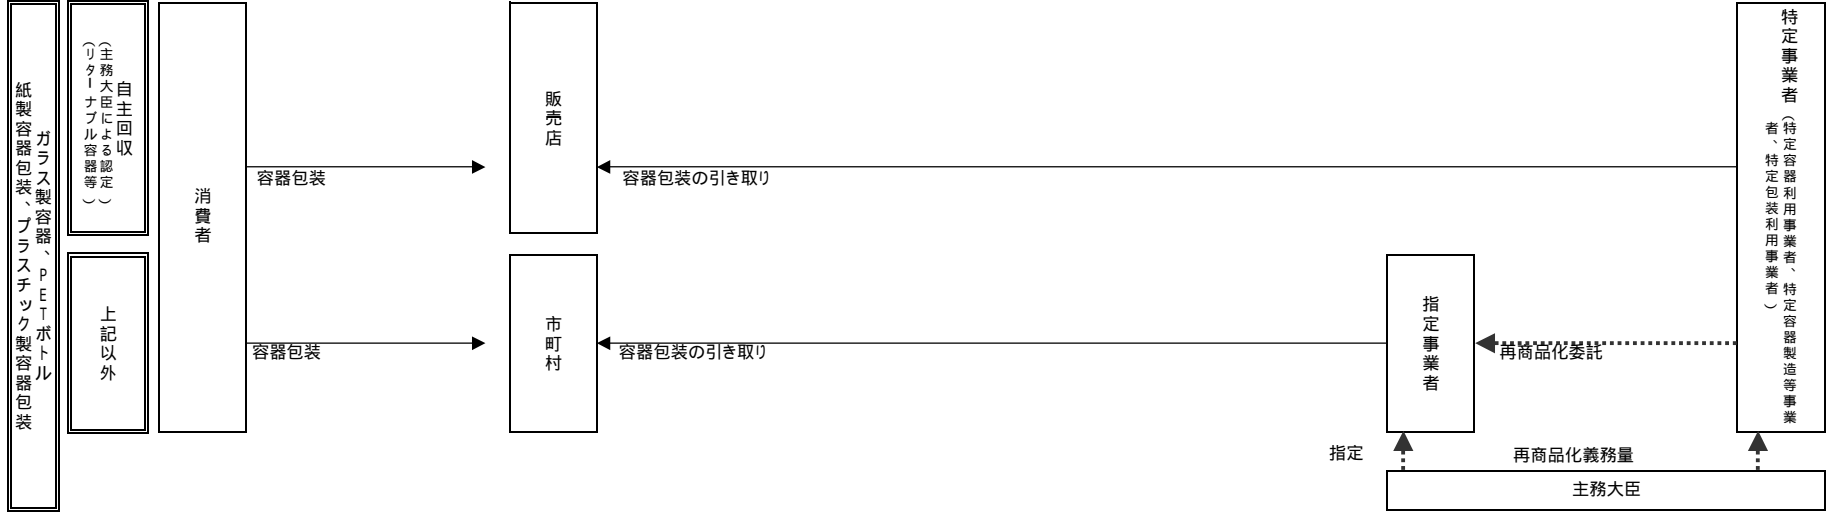 ガラス製容器、PETボトル
紙製容器包装、プラスチック製容器包装
自主回収
(主務大臣による認定)
(リターナブル容器等)
上記以外
消費者
容器包装
容器包装
販売店
市町村
容器包装の引き取り
容器包装の引き取り
指定事業者
再商品化委託
特定事業者(特定容器利用事業者、特定容器製造等事業
者、特定包装利用事業者)
指定
再商品化義務量
主務大臣